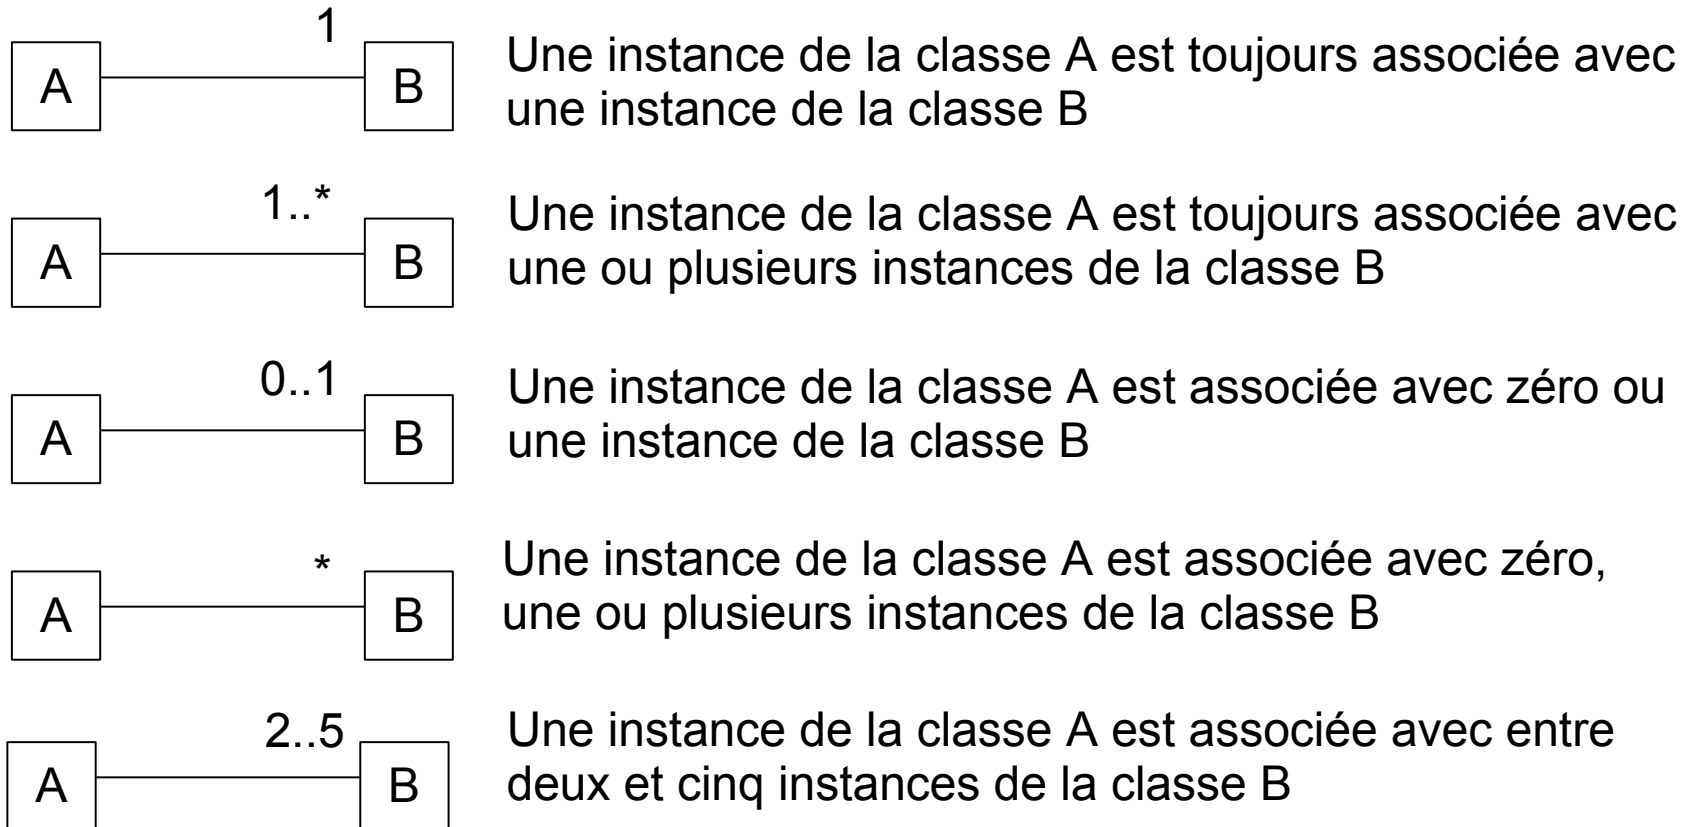 1
A B
Une instance de la classe A est toujours associée avec
une instance de la classe B
1..*
A B
Une instance de la classe A est toujours associée avec
une ou plusieurs instances de la classe B
0..1
A B
Une instance de la classe A est associée avec zéro ou
une instance de la classe B
*
A B
Une instance de la classe A est associée avec zéro,
une ou plusieurs instances de la classe B
2..5
A B
Une instance de la classe A est associée avec entre
deux et cinq instances de la classe B